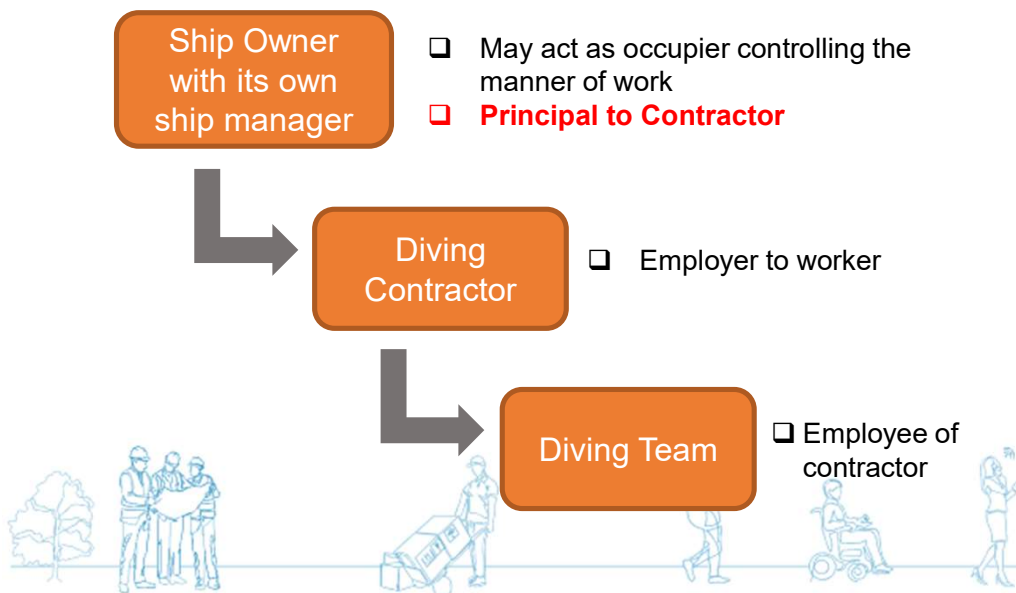 Ship Owner
with its own
ship manager
❑ May act as occupier controlling the
manner of work
❑ Principal to Contractor
Diving
Contractor
❑ Employer to worker
Diving Team
❑ Employee of
contractor